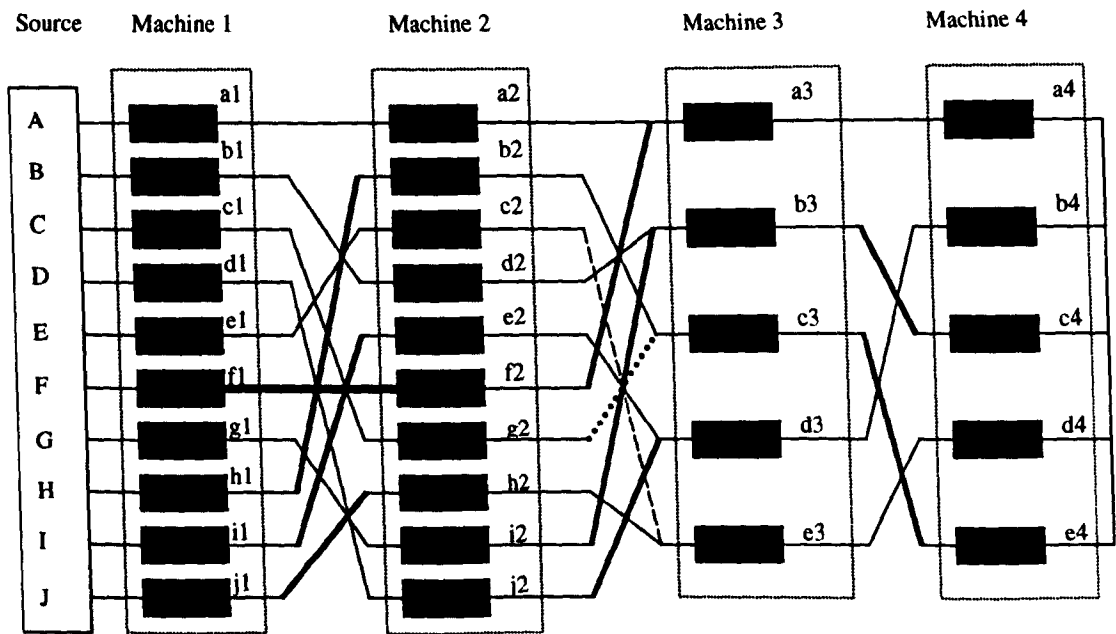 Source Machine 1 Machine 2 Machine 3 Machine 4
A a1 a2 a3 a4
B b1 b2
C c1 c2 b3 b4
D d1 d2
E e1 e2 c3 c4
F f1 f2
G g1 g2 d3 d4
H h1 h2
I i1 i2 e3 e4
J j1 j2